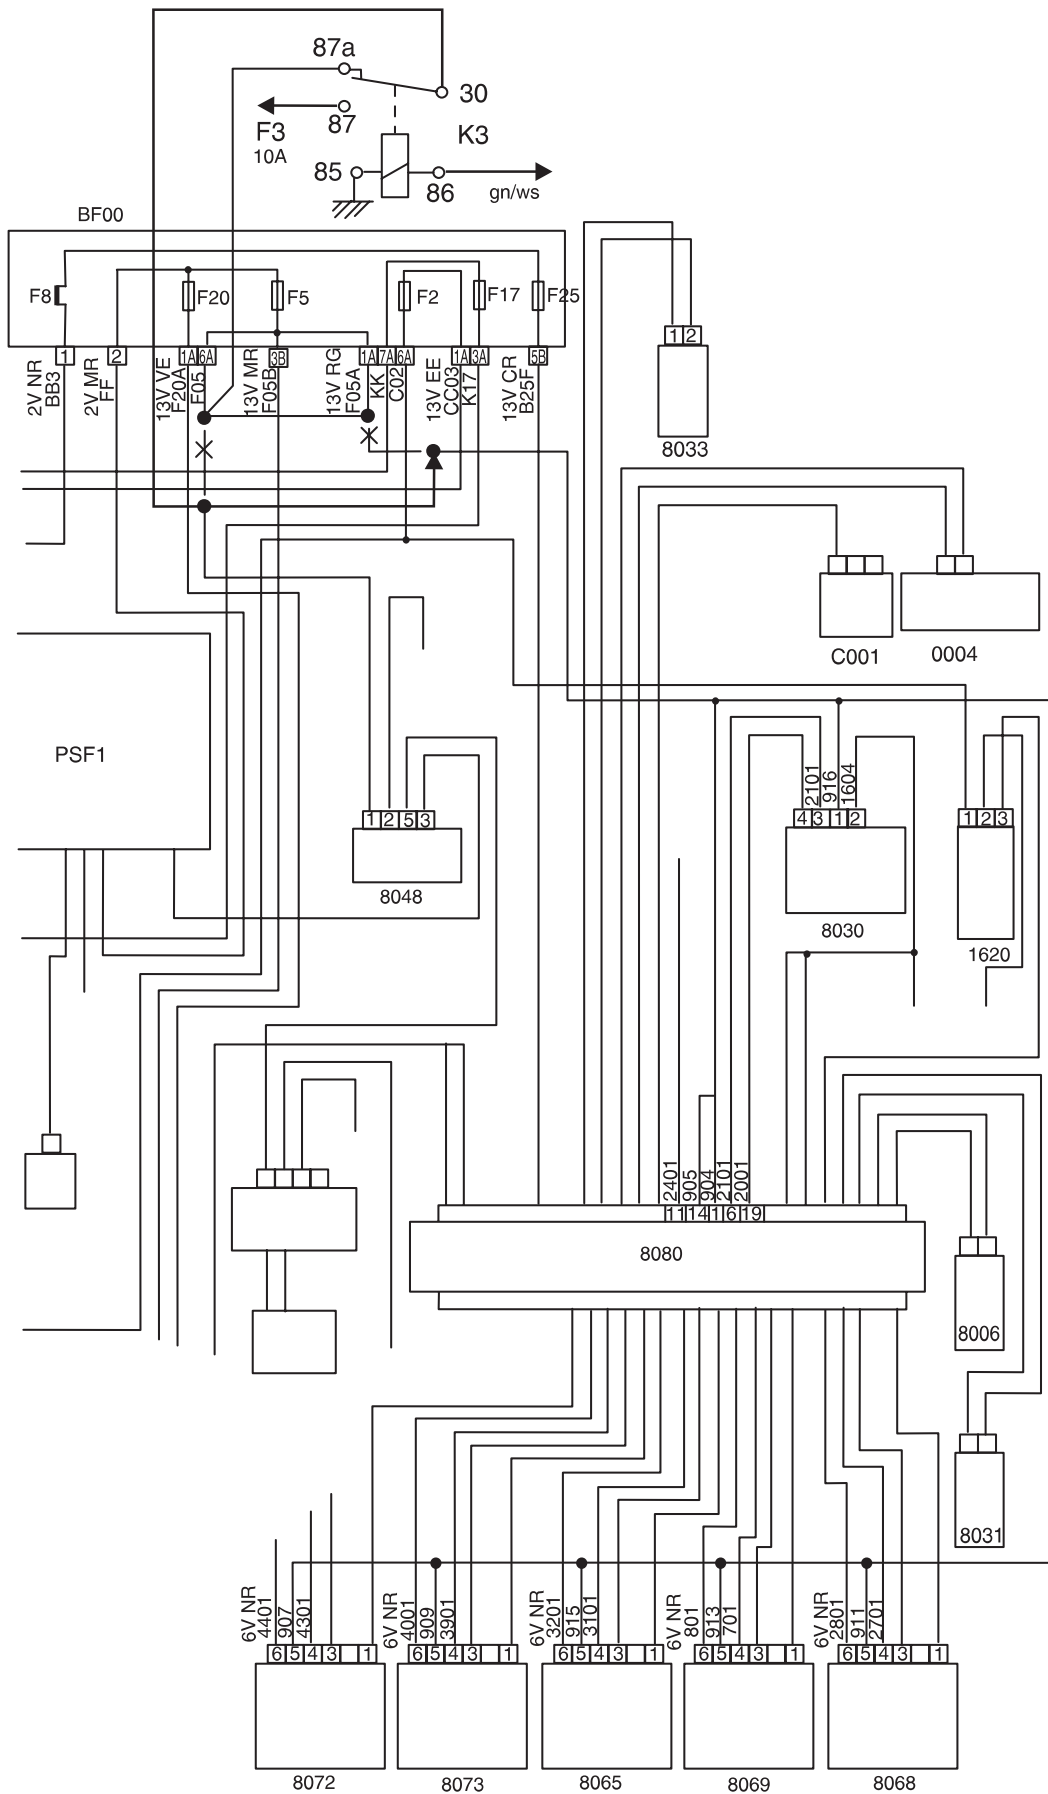 87a
30
F3
87
K3
10A
85
86
gn/ws
BF00
F8
F20
F5
F2
F17
F25
1
2
1A
6A
3B
1A
7A
6A
1A
3A
5B
2V NR
BB3
2V MR
FF
13V VE
F20A
F05
13V MR
F05B
13V RG
F05A
KK
C02
13V EE
CC03
K17
13V CR
B25F
1 2
8033
C001
0004
PSF1
2101
916
1604
1 2 5 3
4 3 1 2
1 2 3
8048
8030
1620
2401
905
904
2101
2001
11 14 1 6 19
8080
8006
8031
6V NR
4401
907
4301
6V NR
4001
909
3901
6V NR
3201
915
3101
6V NR
801
913
701
6V NR
2801
911
2701
6 5 4 3 1
6 5 4 3 1
6 5 4 3 1
6 5 4 3 1
6 5 4 3 1
8072
8073
8065
8069
8068